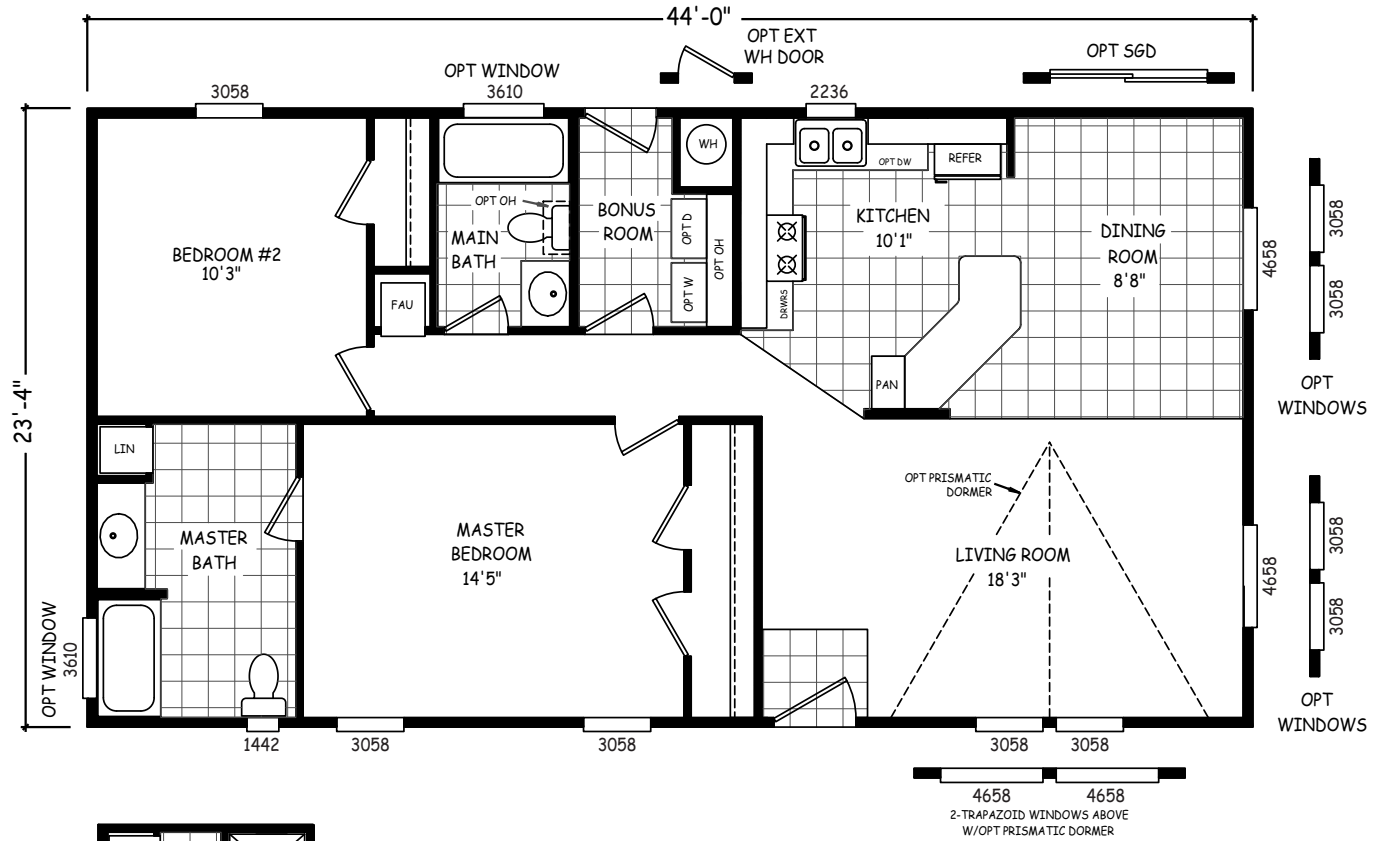 44'-0"
OPT EXT
WH DOOR
OPT SGD
OPT WINDOW
3058
3610
2236
WH
OPT DW
REFER
OPT OH
BONUS
ROOM
OPT D
OPT OH
OPT W
KITCHEN
10'1"
DINING
ROOM
8'8"
MAIN
BATH
BEDROOM #2
10'3"
FAU
DRWRS
PAN
4658
3058
3058
OPT
WINDOWS
23'-4"
LIN
MASTER
BATH
MASTER
BEDROOM
14'5"
OPT PRISMATIC
DORMER
LIVING ROOM
18'3"
4658
3058
3058
OPT
WINDOWS
OPT WINDOW
3610
1442
3058
3058
3058
3058
4658
4658
2-TRAPAZOID WINDOWS ABOVE
W/OPT PRISMATIC DORMER